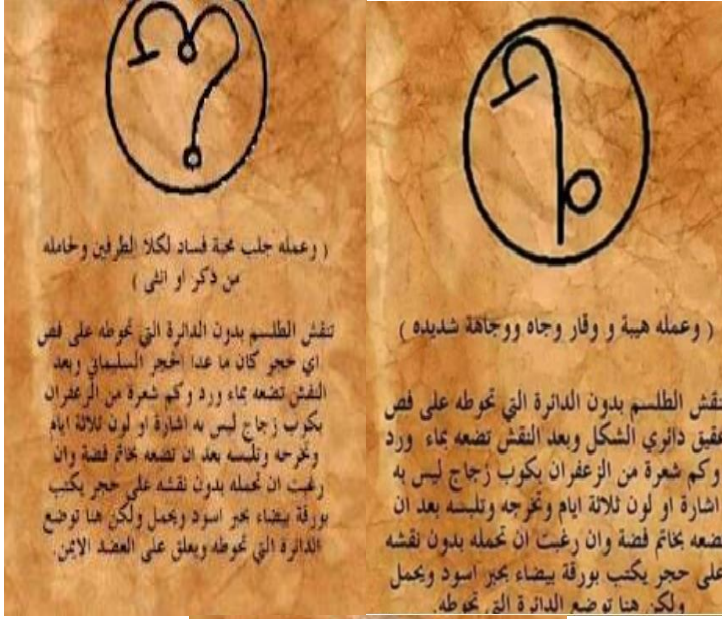 ( وعمله هيبة و وقار وجاه ووجاهة شديده )
تنقش الطلسم بدون الدائرة التي تحوطه على فص
عقيق دائري الشكل وبعد النقش تضعه بماء ورد
وكم شعرة من الزعفران بكوب زجاج ليس به
اشارة او لون ثلاثة ايام وتخرجه وتلبسه بعد ان
تضعه بخاتم فضة وان رغبت ان تحمله بدون نقشه
على حجر يكتب بورقة بيضاء بحبر اسود ويحمل
ولكن هنا توضع الدائرة التي تحوطه.
( وعمله جلب محبة فساد لكلا الطرفين ولحامله
من ذكر او انثى )
تنقش الطلسم بدون الدائرة التي تحوطه على فص
اي حجر كان ما عدا الحجر السليماني وبعد
النقش تضعه بماء ورد وكم شعرة من الزعفران
بكوب زجاج ليس به اشارة او لون ثلاثة ايام
وتخرجه وتلبسه بعد ان تضعه بخاتم فضة وان
رغبت ان تحمله بدون نقشه على حجر يكتب
بورقة بيضاء بحبر اسود ويحمل ولكن هنا توضع
الدائرة التي تحوطه ويعلق على العضد الايمن.